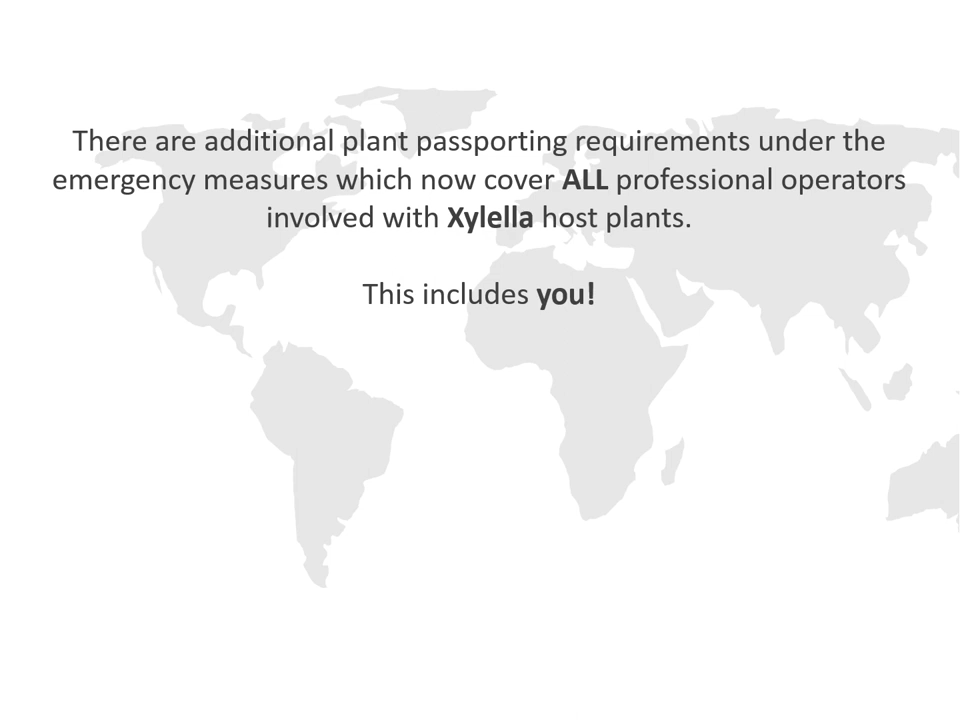 There are additional plant passporting requirements under the
emergency measures which now cover ALL professional operators
involved with Xylella host plants.
This includes you!